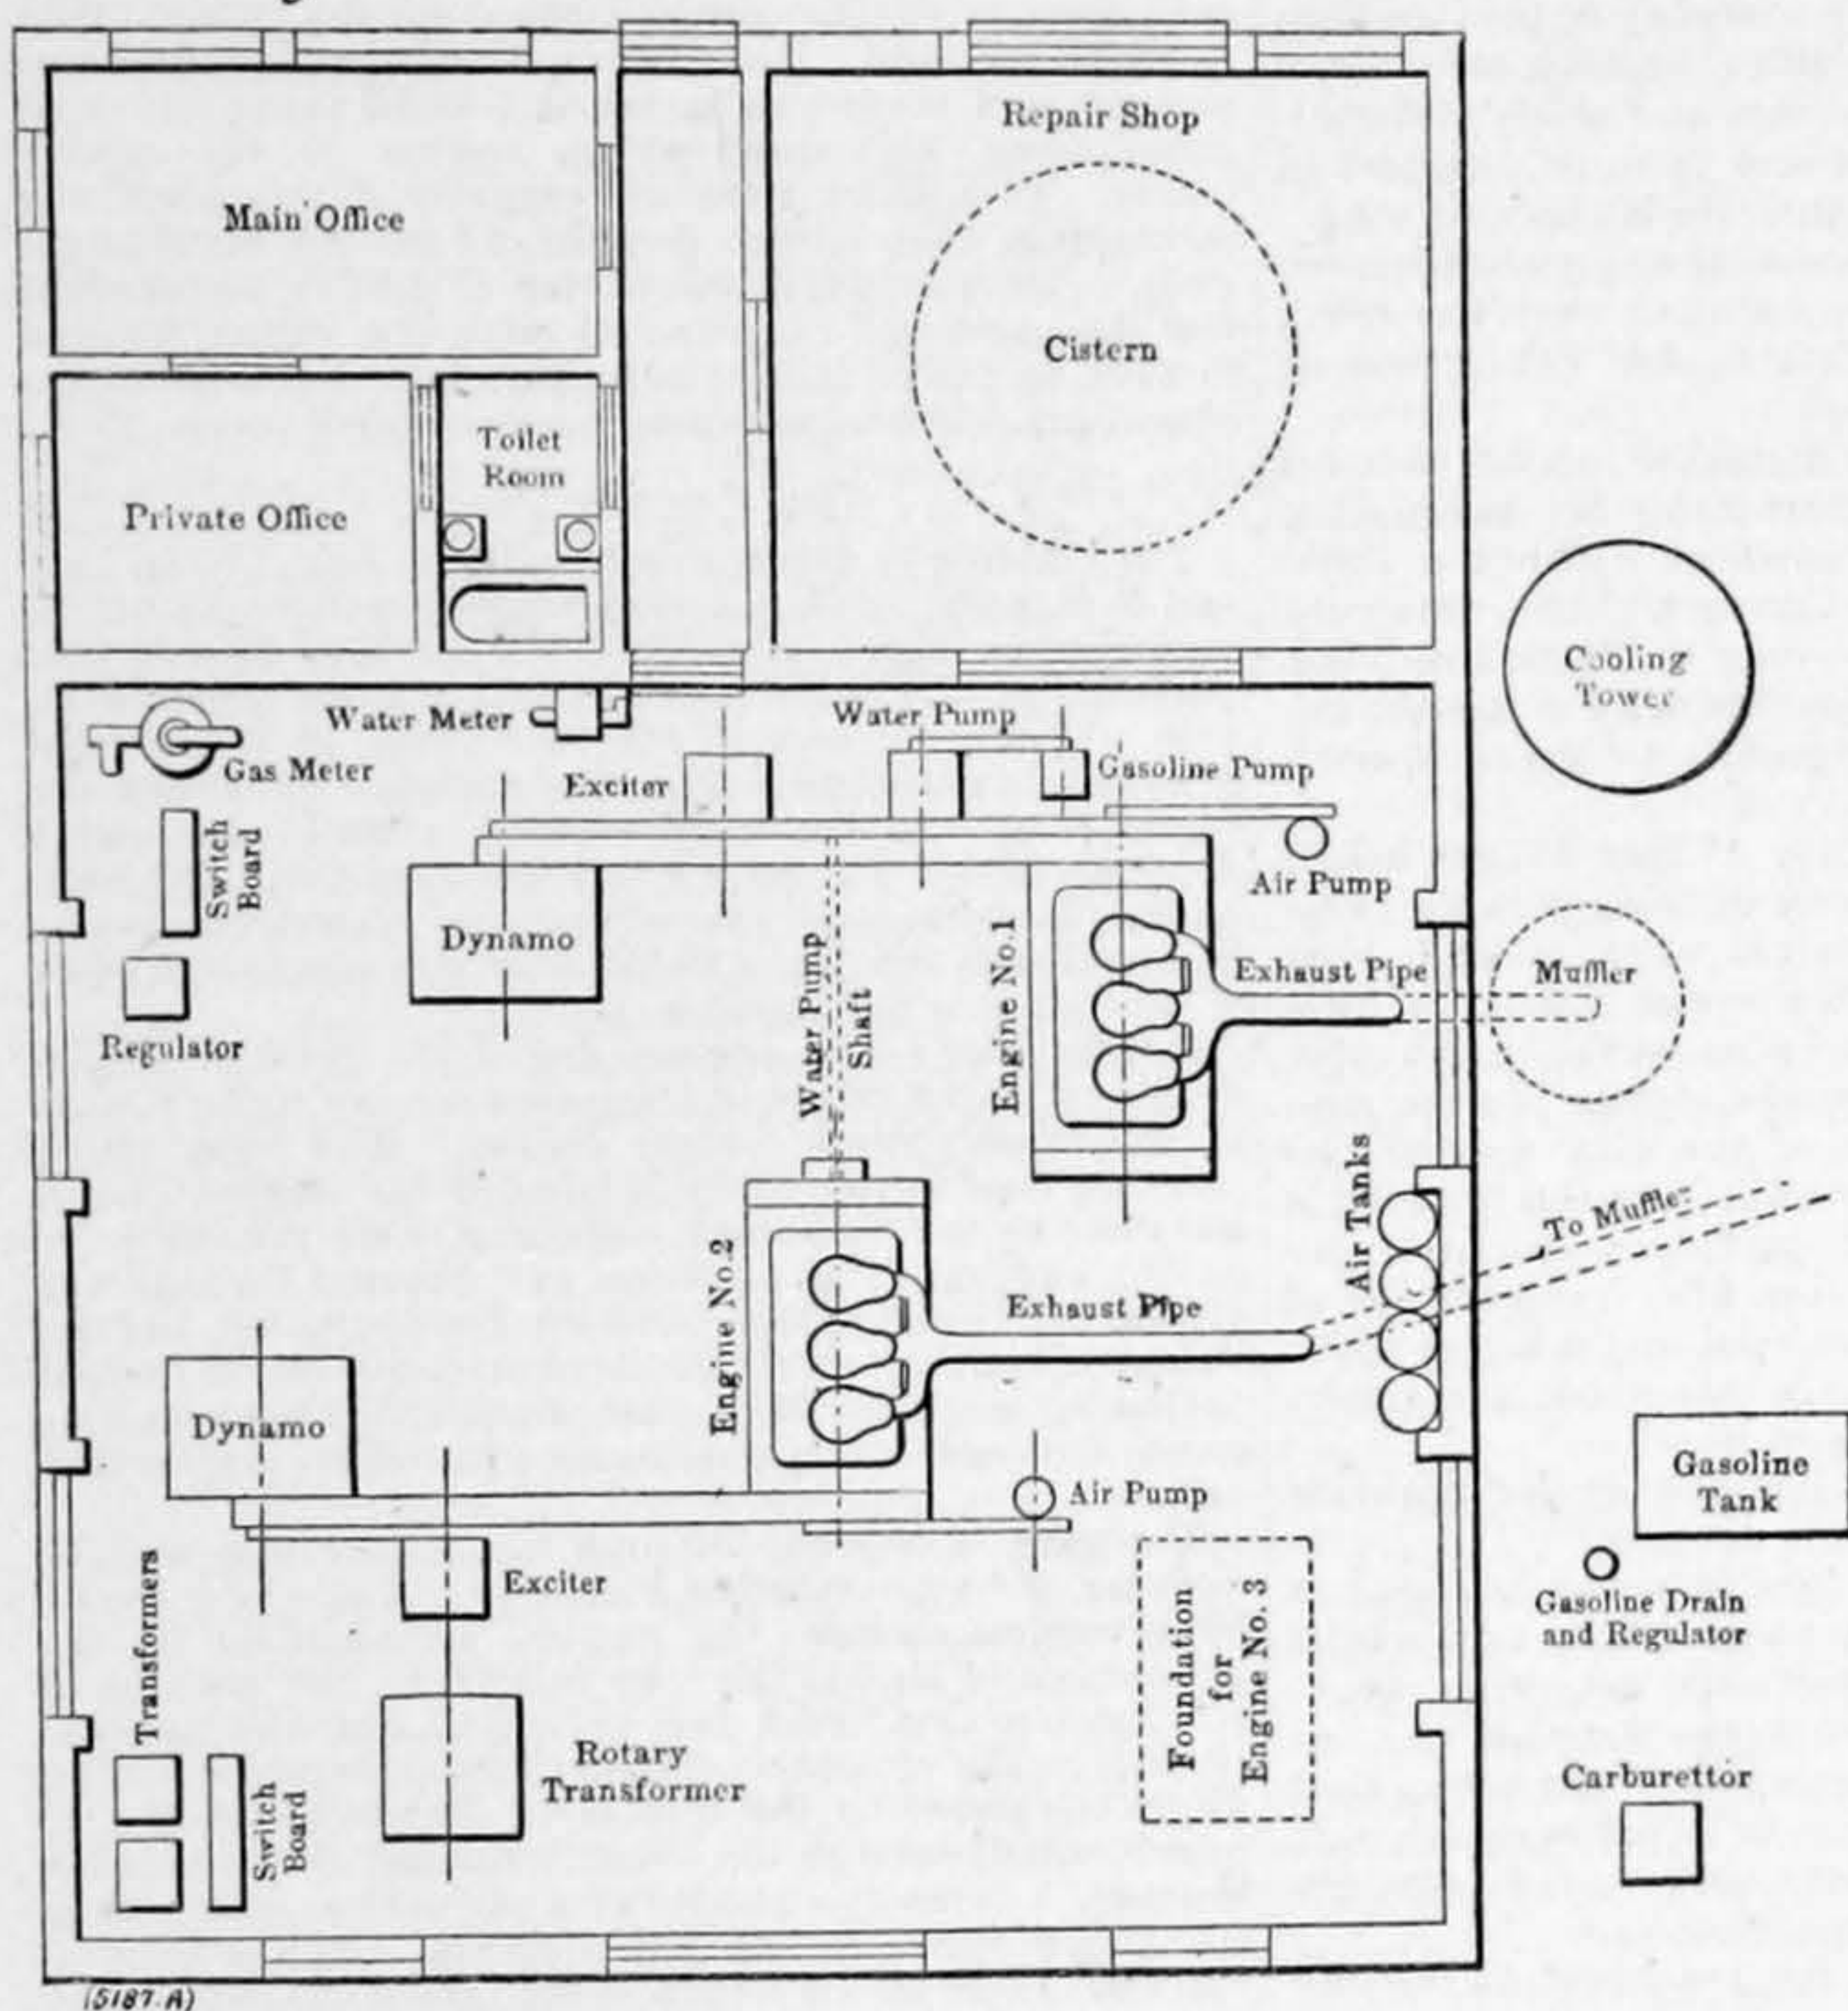 Repair Shop
Main Office
Cistern
Toilet
Room
Private Office
Cooling
Tower
Water Meter
Water Pump
Gas Meter
Exciter
Gasoline Pump
Switch
Board
Air Pump
Dynamo
Engine No.1
Exhaust Pipe
Muffler
Water Pump
Shaft
Regulator
Air Tanks
To Muffler
Engine No.2
Exhaust Pipe
Dynamo
Gasoline
Tank
Air Pump
Transformers
Exciter
Foundation
for
Engine No. 3
Gasoline Drain
and Regulator
Rotary
Transformer
Carburettor
Switch
Board
(5187.A)